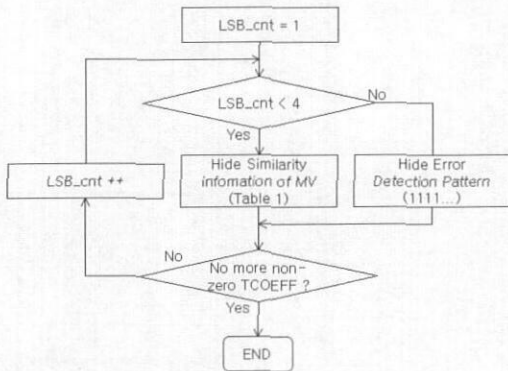 LSB_cnt = 1
LSB_cnt < 4
No
Yes
Hide Similarity
infomation of MV
(Table 1)
Hide Error
Detection Pattern
(1111...)
LSB_cnt ++
No
No more non-
zero TCOEFF ?
Yes
END